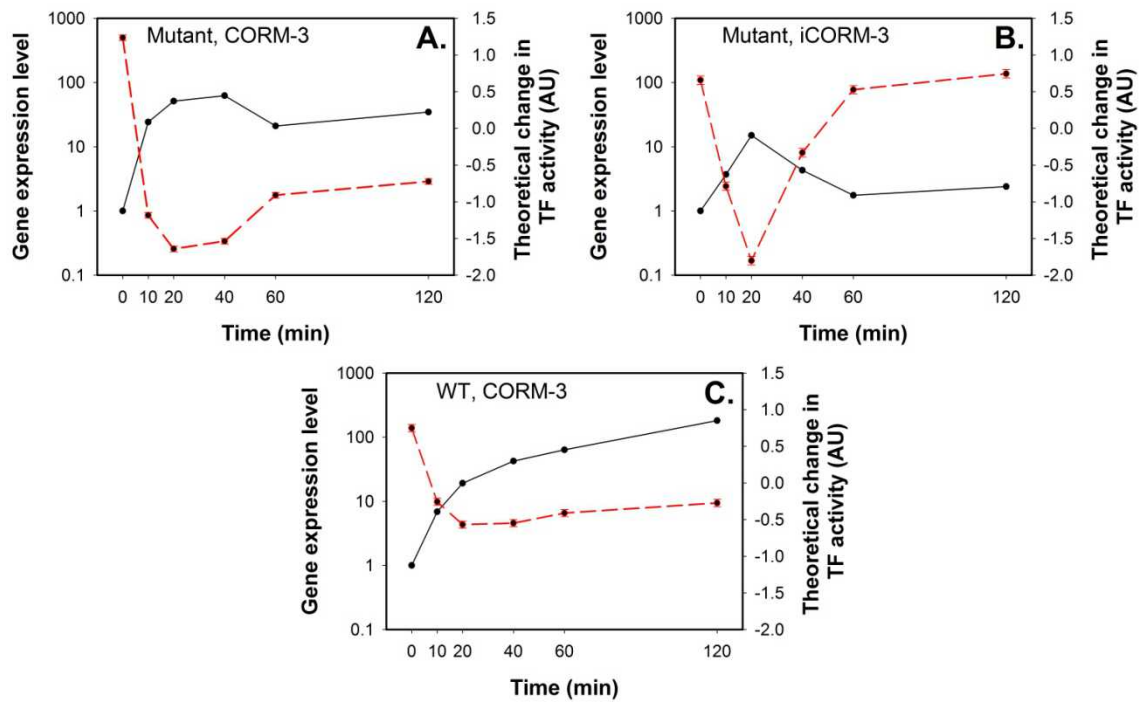 Mutant, CORM-3
A.
Gene expression level
1000
100
10
1
0.1
1.5
1.0
0.5
0.0
-0.5
-1.0
-1.5
-2.0
Theoretical change in
TF activity (AU)
0 10 20 40 60 120
Time (min)
Mutant, iCORM-3
B.
Gene expression level
1000
100
10
1
0.1
1.5
1.0
0.5
0.0
-0.5
-1.0
-1.5
-2.0
Theoretical change in
TF activity (AU)
0 10 20 40 60 120
Time (min)
WT, CORM-3
C.
Gene expression level
1000
100
10
1
0.1
1.5
1.0
0.5
0.0
-0.5
-1.0
-1.5
-2.0
Theoretical change in
TF activity (AU)
0 10 20 40 60 120
Time (min)